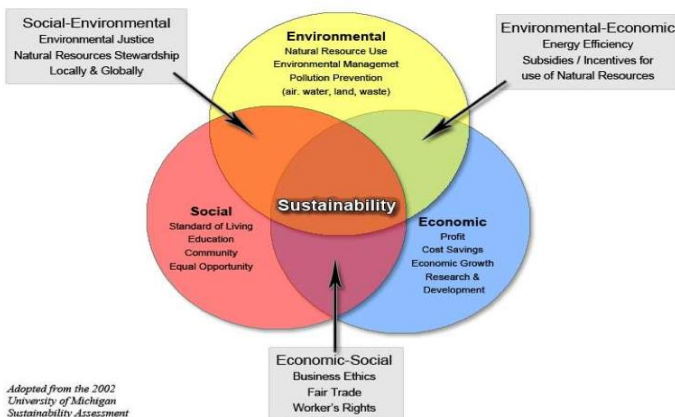 Social-Environmental
Environmental Justice
Natural Resources Stewardship
Locally & Globally
Environmental
Natural Resource Use
Environmental Managemet
Pollution Prevention
(air. water, land, waste)
Environmental-Economic
Energy Efficiency
Subsidies / Incentives for
use of Natural Resources
Sustainability
Social
Standard of Living
Education
Community
Equal Opportunity
Economic
Profit
Cost Savings
Economic Growth
Research &
Development
Economic-Social
Business Ethics
Fair Trade
Worker's Rights
Adopted from the 2002
University of Michigan
Sustainability Assessment